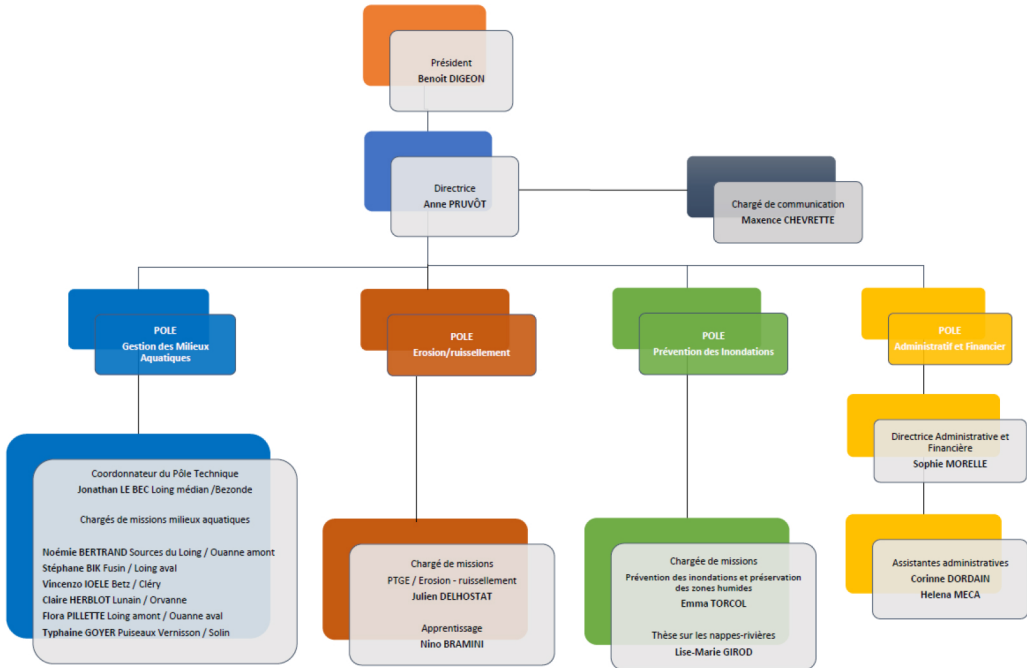 Président
Benoit DIGEON
Directrice
Anne PRUVÔT
Chargé de communication
Maxence CHEVRETTE
POLE
Gestion des Milieux
Aquatiques
POLE
Erosion/ruissellement
POLE
Prévention des Inondations
POLE
Administratif et Financier
Coordonnateur du Pôle Technique
Jonathan LE BEC Loing médian /Bezonde
Chargés de missions milieux aquatiques
Noémie BERTRAND Sources du Loing / Ouanne amont
Stéphane BIK Fusin / Loing aval
Vincenzo IOELE Betz / Cléry
Claire HERBLOT Lunain / Orvanne
Flora PILLETTE Loing amont / Ouanne aval
Typhaine GOYER Puiseaux Vernisson / Solin
Chargé de missions
PTGE / Erosion - ruissellement
Julien DELHOSTAT
Apprentissage
Nino BRAMINI
Chargée de missions
Prévention des inondations et préservation
des zones humides
Emma TORCOL
Thèse sur les nappes-rivières
Lise-Marie GIROD
Directrice Administrative et
Financière
Sophie MORELLE
Assistantes administratives
Corinne DORDAIN
Helena MECA